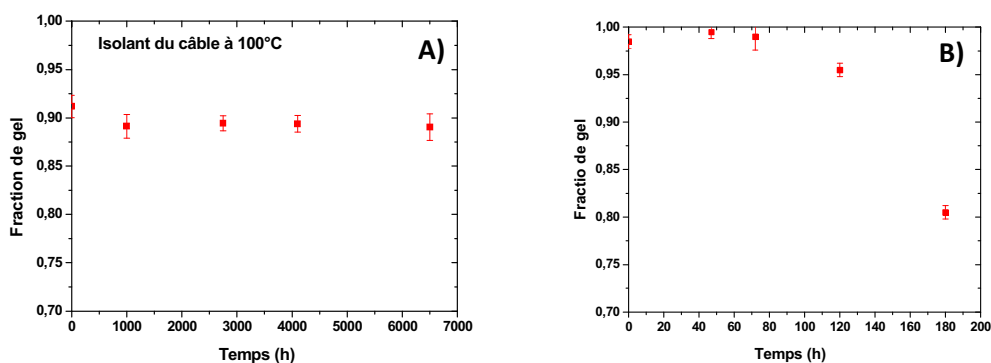 Isolant du câble à 100°C
A)
1,00
0,95
0,90
0,85
0,80
0,75
0,70
Fraction de gel
0 1000 2000 3000 4000 5000 6000 7000
Temps (h)
B)
1,00
0,95
0,90
0,85
0,80
0,75
0,70
Fractio de gel
0 20 40 60 80 100 120 140 160 180 200
Temps (h)